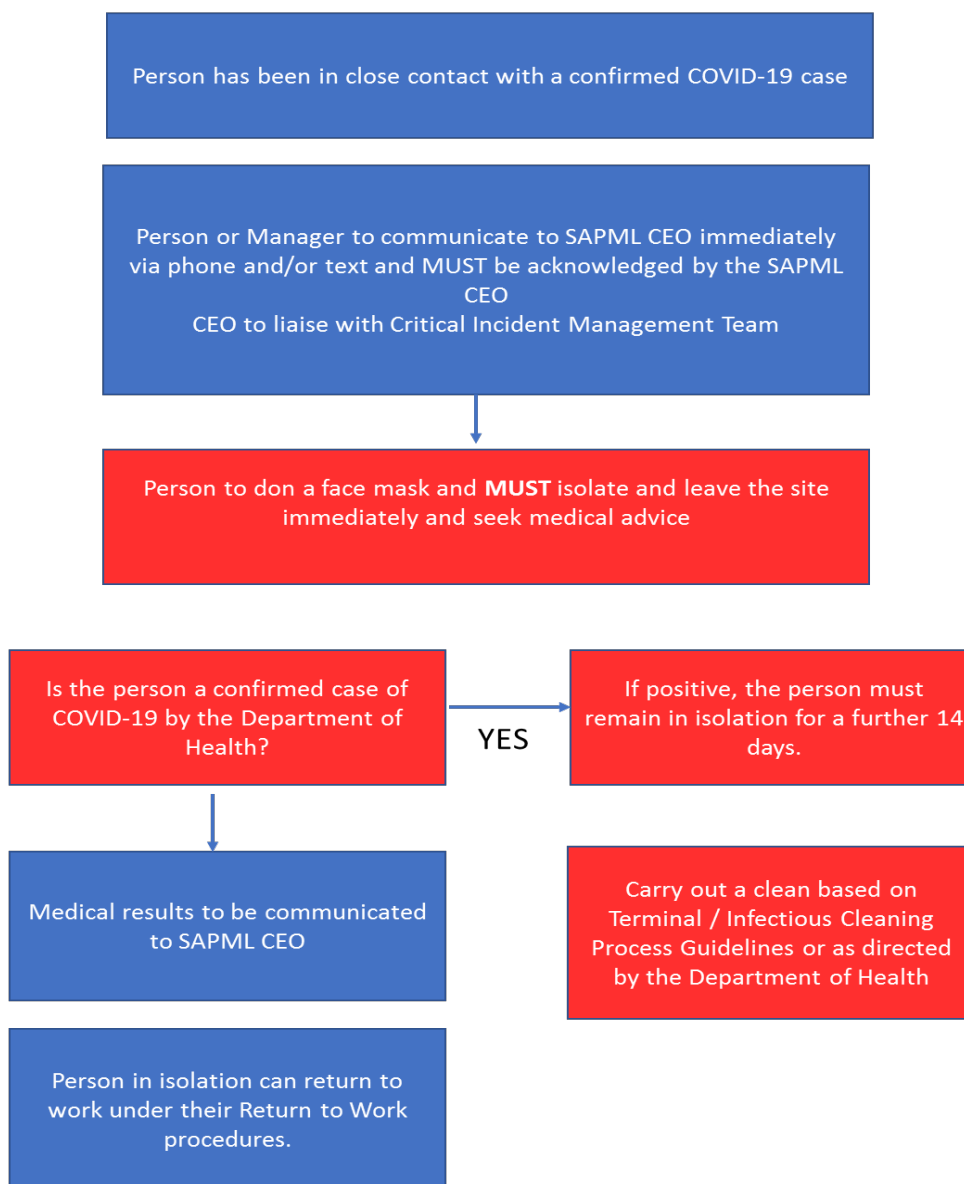 Person has been in close contact with a confirmed COVID-19 case
Person or Manager to communicate to SAPML CEO immediately
via phone and/or text and MUST be acknowledged by the SAPML
CEO
CEO to liaise with Critical Incident Management Team
Person to don a face mask and MUST isolate and leave the site
immediately and seek medical advice
Is the person a confirmed case of
COVID-19 by the Department of
Health?
YES
If positive, the person must
remain in isolation for a further 14
days.
Medical results to be communicated
to SAPML CEO
Carry out a clean based on
Terminal / Infectious Cleaning
Process Guidelines or as directed
by the Department of Health
Person in isolation can return to
work under their Return to Work
procedures.